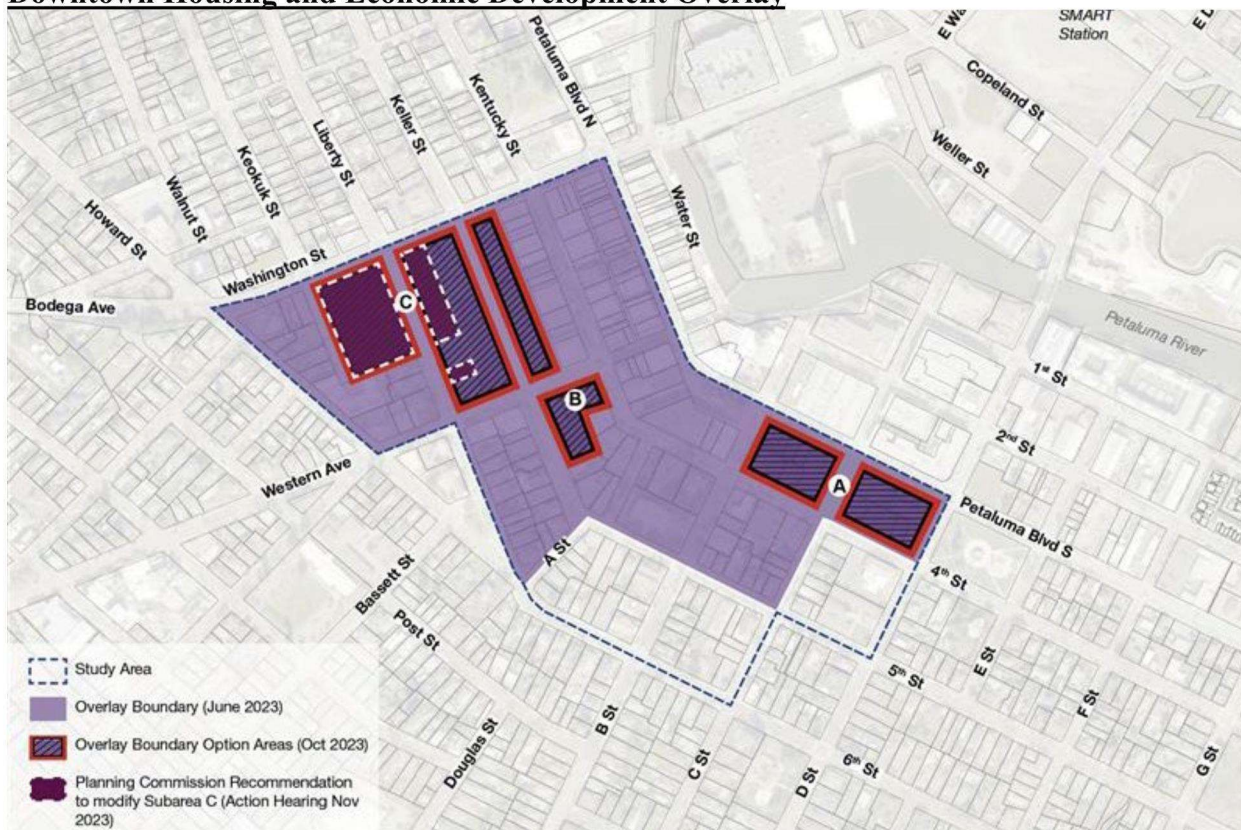 Downtown Housing and Economic Development Overlay
SMART
Station
E Wa
E D
Copeland St
Weller St
Petaluma Blvd N
Kentucky St
Keller St
Liberty St
Keokuk St
Walnut St
Howard St
Water St
Washington St
Bodega Ave
C
B
A
Petaluma River
1st St
2nd St
Petaluma Blvd S
4th St
Western Ave
A St
Bassett St
Post St
Douglas St
B St
C St
D St
5th St
6th St
E St
F St
G St
Study Area
Overlay Boundary (June 2023)
Overlay Boundary Option Areas (Oct 2023)
Planning Commission Recommendation
to modify Subarea C (Action Hearing Nov
2023)